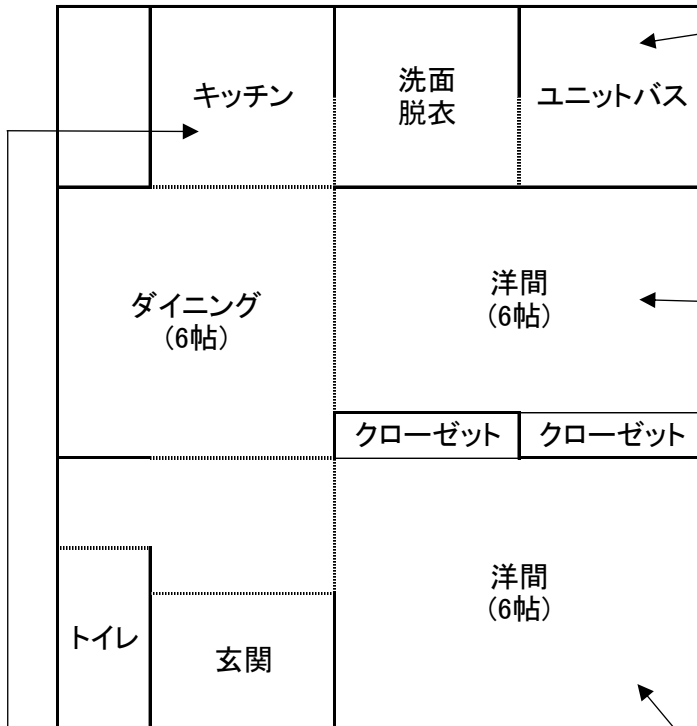 キッチン
洗面
脱衣
ユニットバス
ダイニング
(6帖)
洋間
(6帖)
クローゼット
クローゼット
洋間
(6帖)
トイレ
玄関